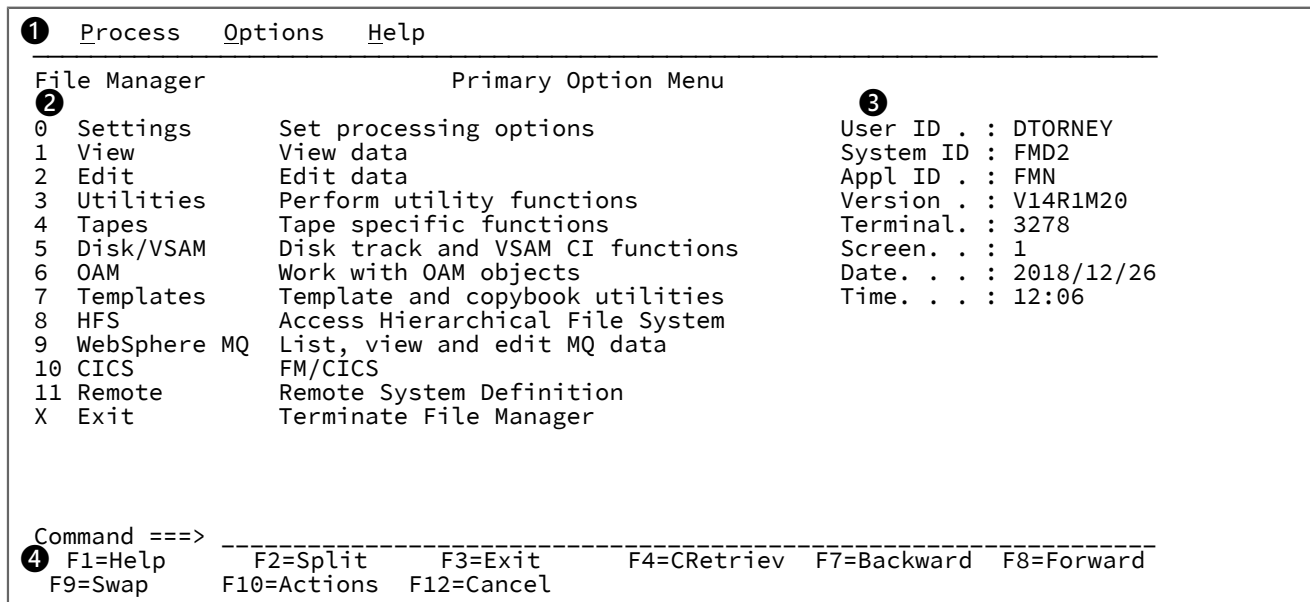 ❶ Process Options Help
File Manager Primary Option Menu
❷ ❸
0 Settings Set processing options User ID . : DTORNEY
1 View View data System ID : FMD2
2 Edit Edit data Appl ID . : FMN
3 Utilities Perform utility functions Version . : V14R1M20
4 Tapes Tape specific functions Terminal. : 3278
5 Disk/VSAM Disk track and VSAM CI functions Screen. . : 1
6 OAM Work with OAM objects Date. . . : 2018/12/26
7 Templates Template and copybook utilities Time. . . : 12:06
8 HFS Access Hierarchical File System
9 WebSphere MQ List, view and edit MQ data
10 CICS FM/CICS
11 Remote Remote System Definition
X Exit Terminate File Manager
Command ===> _________________________________________________________________
❹ F1=Help F2=Split F3=Exit F4=CRetriev F7=Backward F8=Forward
F9=Swap F10=Actions F12=Cancel